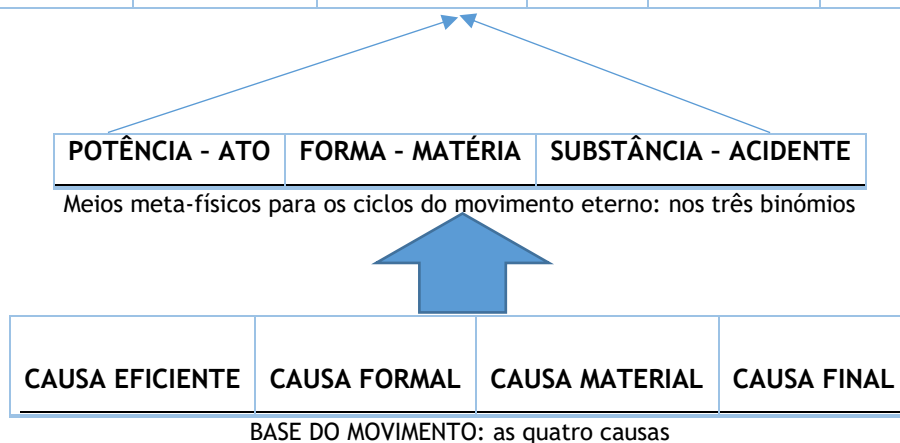 POTÊNCIA - ATO FORMA - MATÉRIA SUBSTÂNCIA - ACIDENTE
Meios meta-físicos para os ciclos do movimento eterno: nos três binómios
CAUSA EFICIENTE CAUSA FORMAL CAUSA MATERIAL CAUSA FINAL
BASE DO MOVIMENTO: as quatro causas